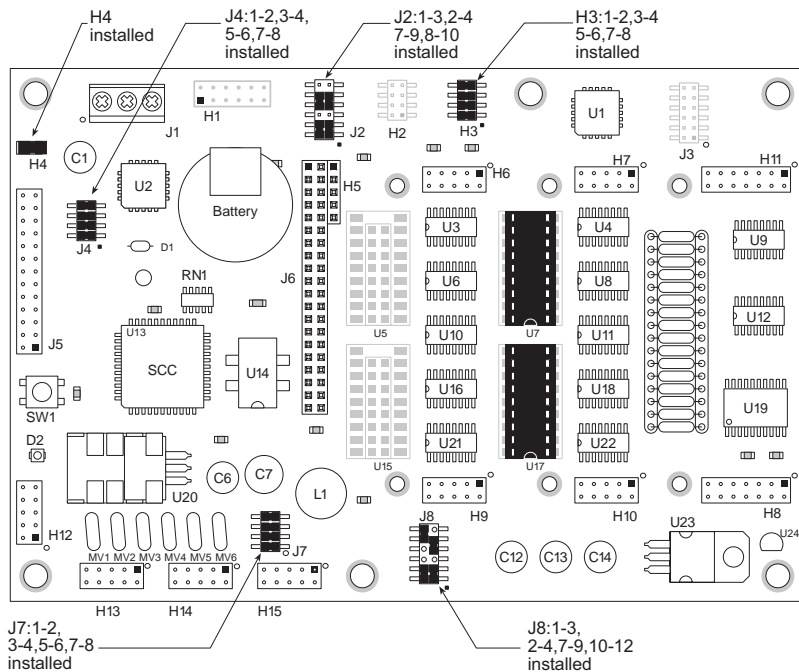 H4
installed
J4:1-2,3-4,
5-6,7-8
installed
J2:1-3,2-4
7-9,8-10
installed
H3:1-2,3-4
5-6,7-8
installed
J1
H1
J2
H2
H3
U1
J3
H4
C1
U2
Battery
H5
H6
H7
H11
J4
D1
J6
RN1
U3
U4
U9
U6
U8
U13
SCC
U14
U5
U10
U7
U11
U12
J5
SW1
U16
U18
U19
D2
U21
U22
U15
U17
U20
C6
C7
L1
H12
H9
H10
H8
MV1 MV2 MV3 MV4 MV5 MV6
J7
J8
C12
C13
C14
U23
U24
H13
H14
H15
J7:1-2,
3-4,5-6,7-8
installed
J8:1-3,
2-4,7-9,10-12
installed